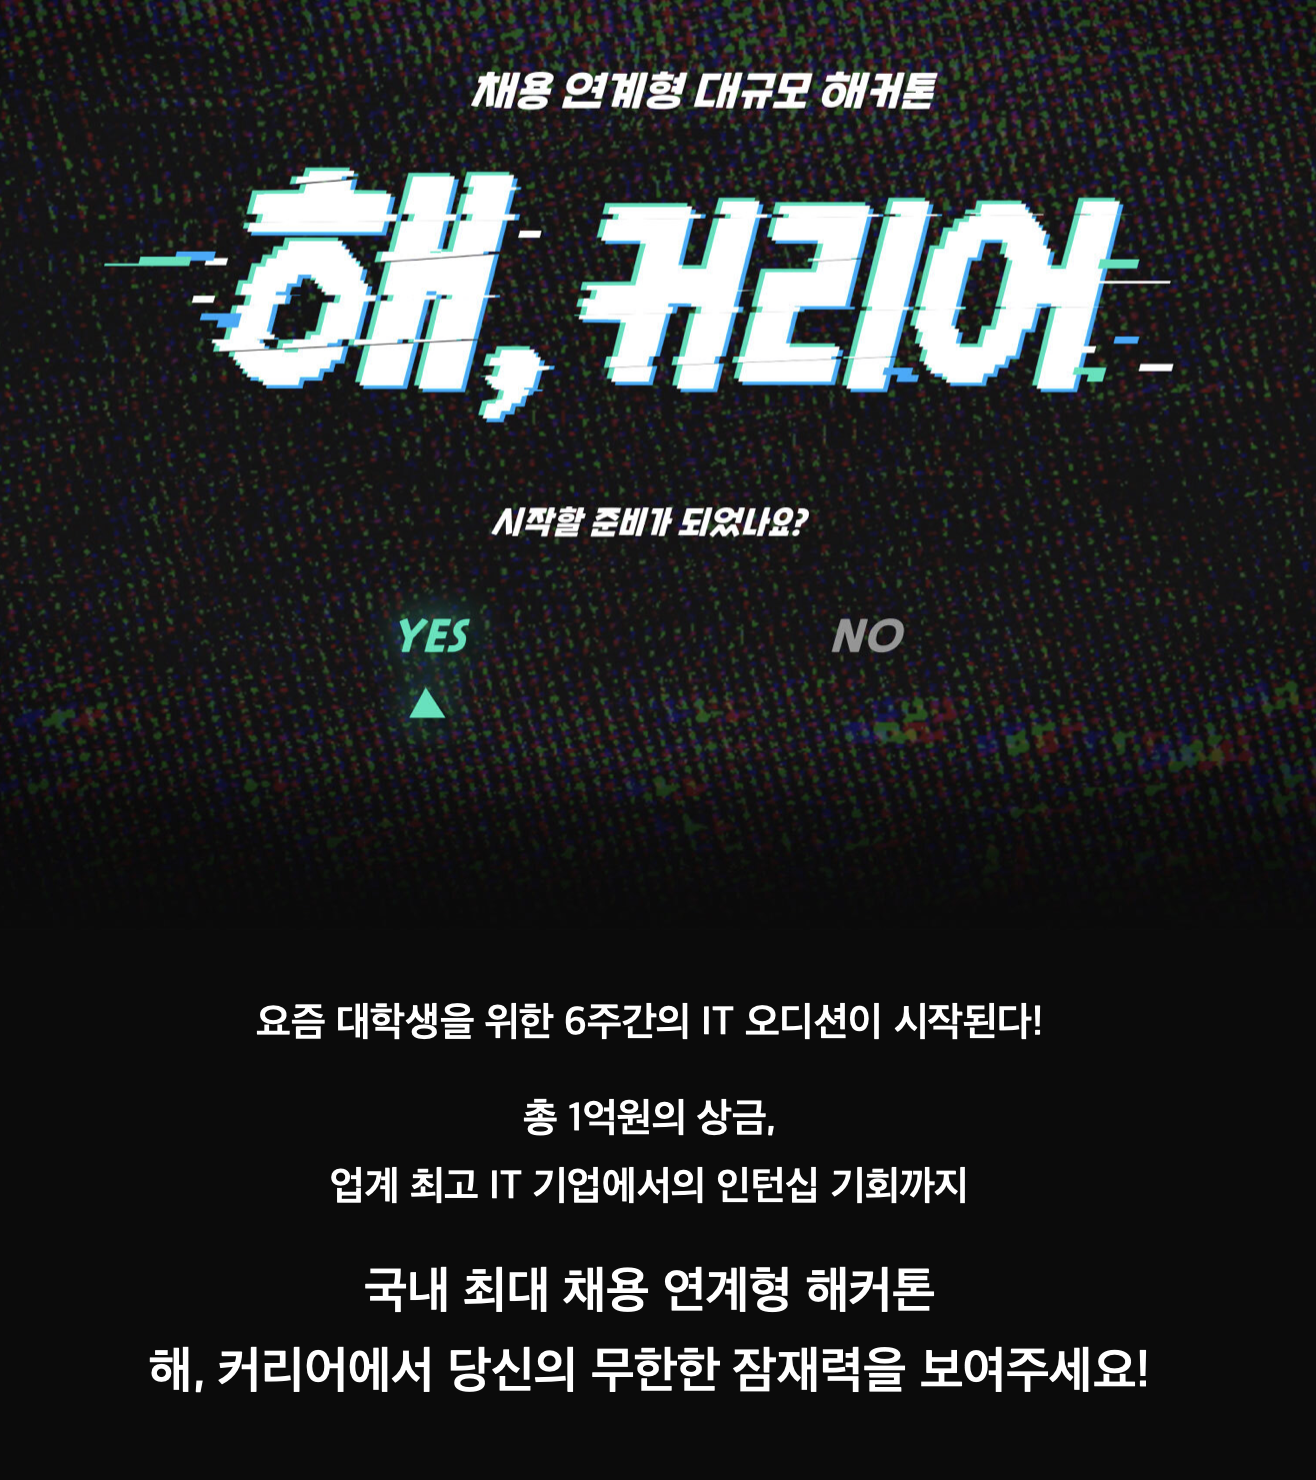 채용 연계형 대규모 해커톤
해, 커리어
시작할 준비가 되었나요?
YES NO
요즘 대학생을 위한 6주간의 IT 오디션이 시작된다!
총 1억원의 상금,
업계 최고 IT 기업에서의 인턴십 기회까지
국내 최대 채용 연계형 해커톤
해, 커리어에서 당신의 무한한 잠재력을 보여주세요!